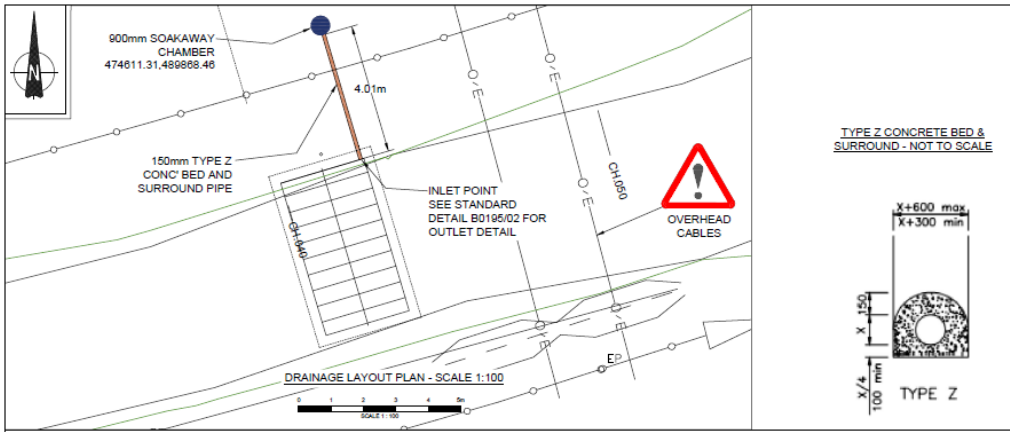 N
900mm SOAKAWAY
CHAMBER
474611.31,489868.46
4.01m
150mm TYPE Z
CONC' BED AND
SURROUND PIPE
INLET POINT
SEE STANDARD
DETAIL B0195/02 FOR
OUTLET DETAIL
CH.040
CH.050
E
E
E
E
E
E
OVERHEAD
CABLES
EP
DRAINAGE LAYOUT PLAN - SCALE 1:100
0 1 2 3 4 5m
SCALE 1 : 100
TYPE Z CONCRETE BED &
SURROUND - NOT TO SCALE
X+600 max
X+300 min
150
X
X/4
100 min
TYPE Z